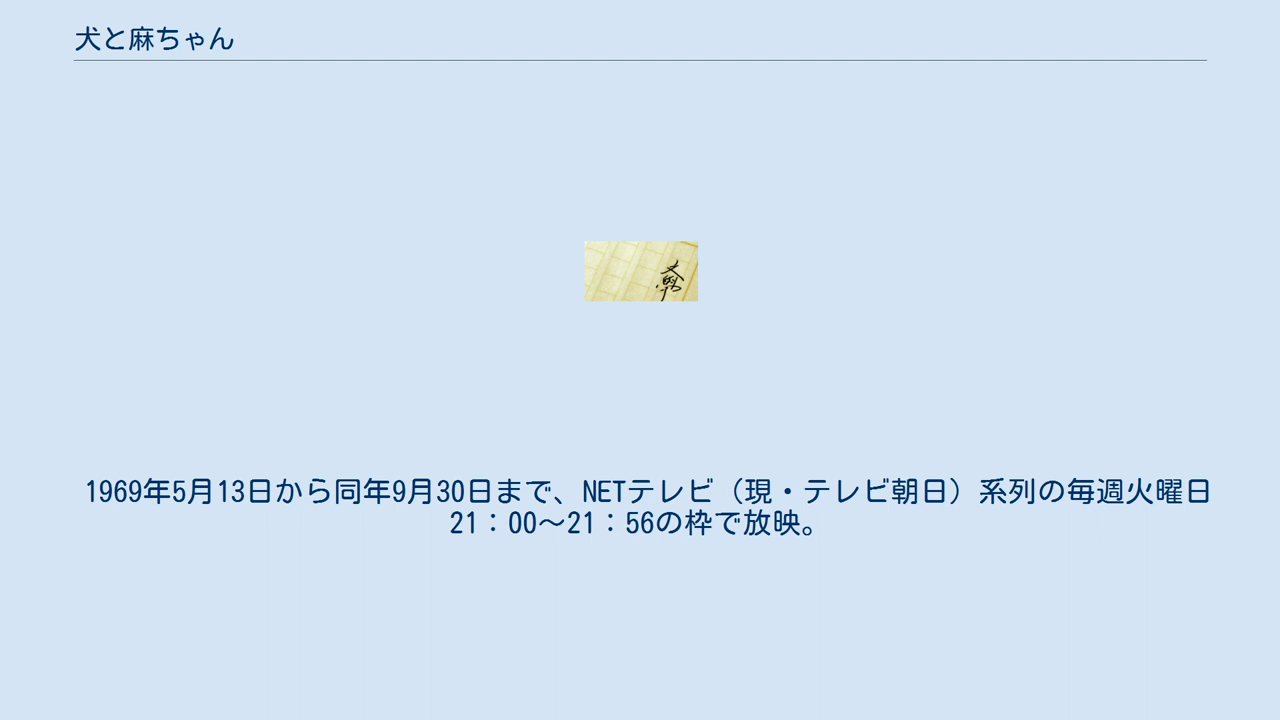 犬と麻ちゃん
1969年5月13日から同年9月30日まで、NETテレビ（現・テレビ朝日）系列の毎週火曜日
21：00～21：56の枠で放映。